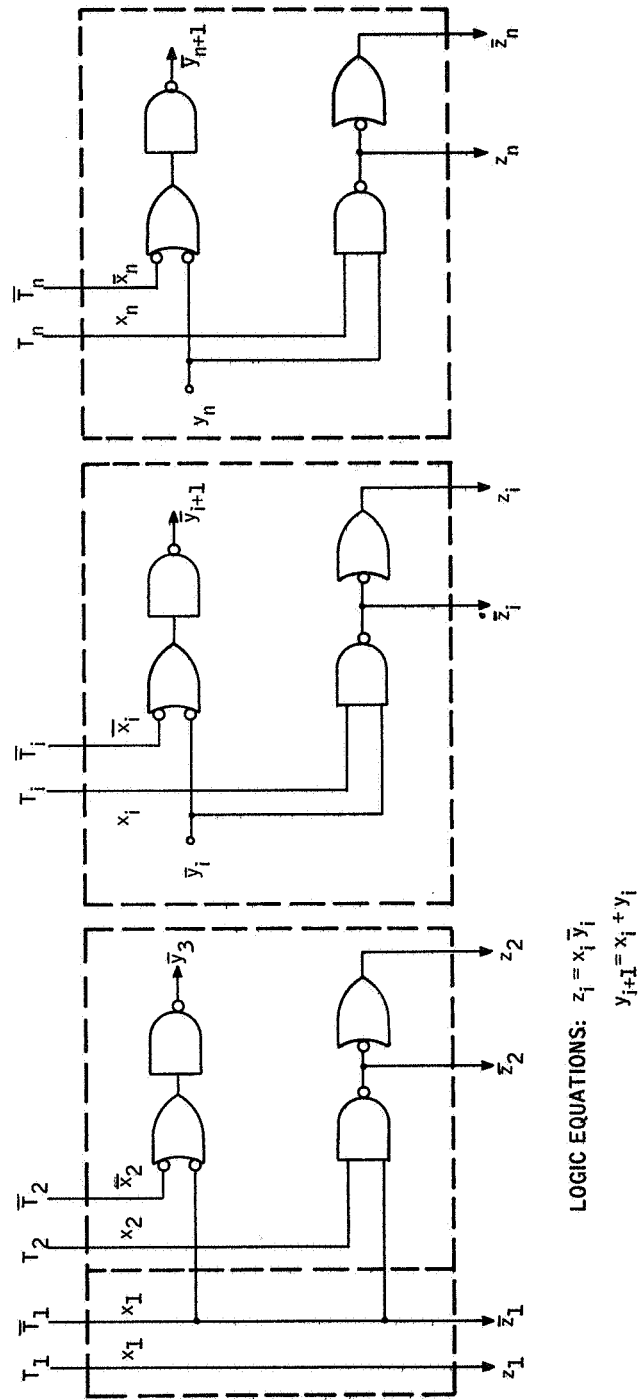 T₁ T̄₁ T₂ T̄₂ Tᵢ T̄ᵢ Tₙ T̄ₙ
x₁ x₁ x₂ x̄₂ ȳ₃
ȳᵢ xᵢ x̄ᵢ ȳᵢ₊₁
yₙ xₙ x̄ₙ ȳₙ₊₁
z₁ z̄₁ z̄₂ z₂ z̄ᵢ zᵢ zₙ z̄ₙ
LOGIC EQUATIONS: zᵢ = xᵢ ȳᵢ
yᵢ₊₁ = xᵢ + yᵢ